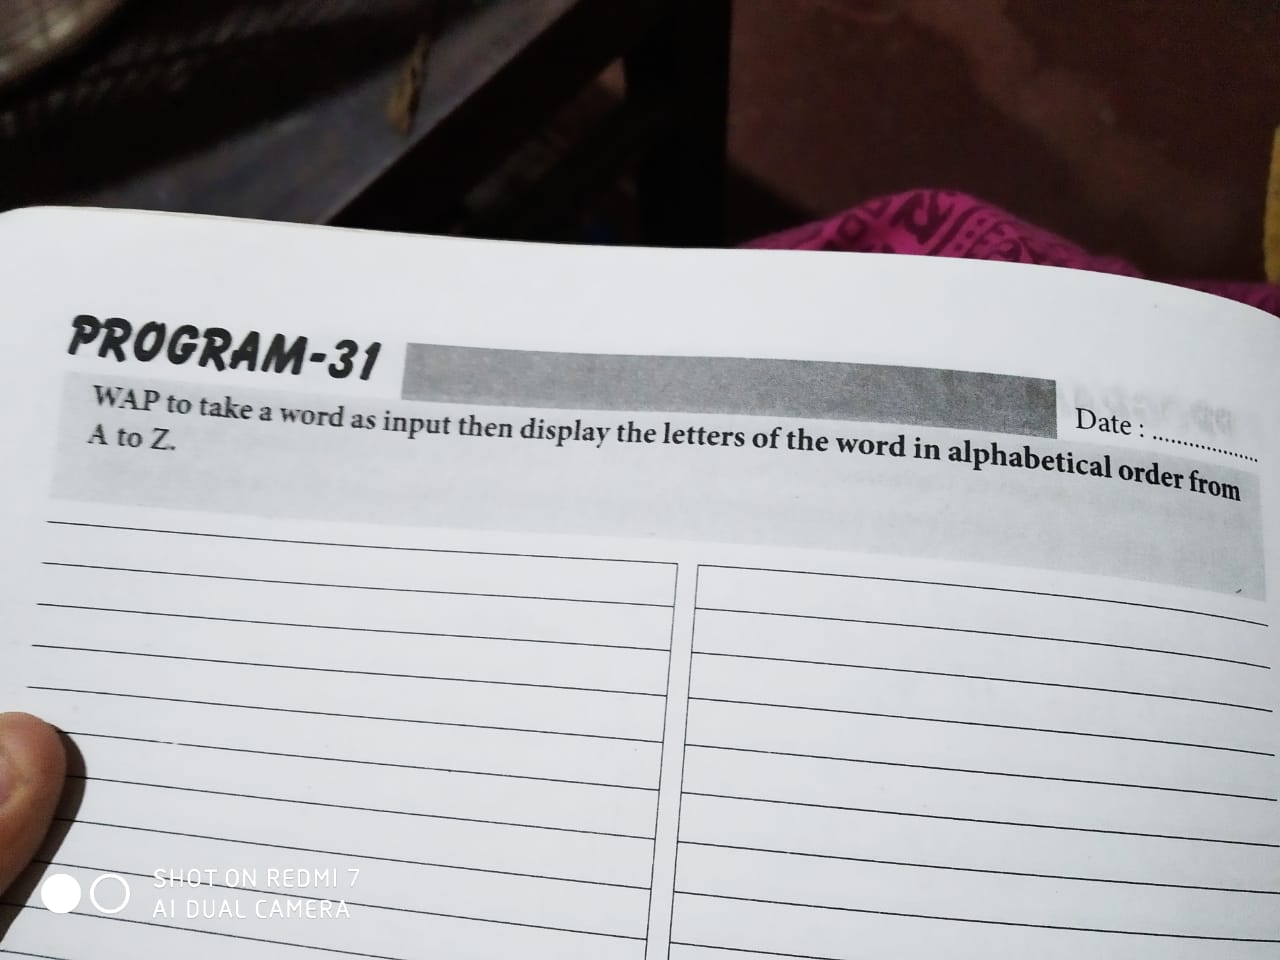 PROGRAM-31
Date : ........................
WAP to take a word as input then display the letters of the word in alphabetical order from
A to Z.
SHOT ON REDMI 7
AI DUAL CAMERA